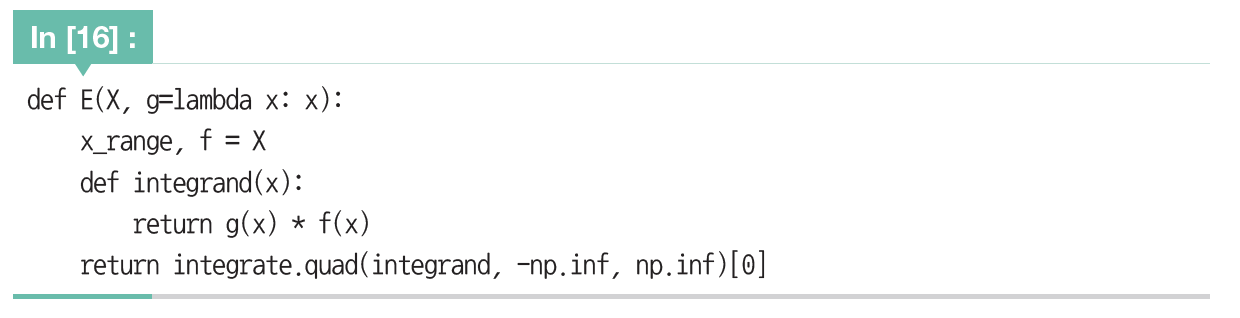 In [16] :
def E(X, g=lambda x: x):
    x_range, f = X
    def integrand(x):
        return g(x) * f(x)
    return integrate.quad(integrand, -np.inf, np.inf)[0]